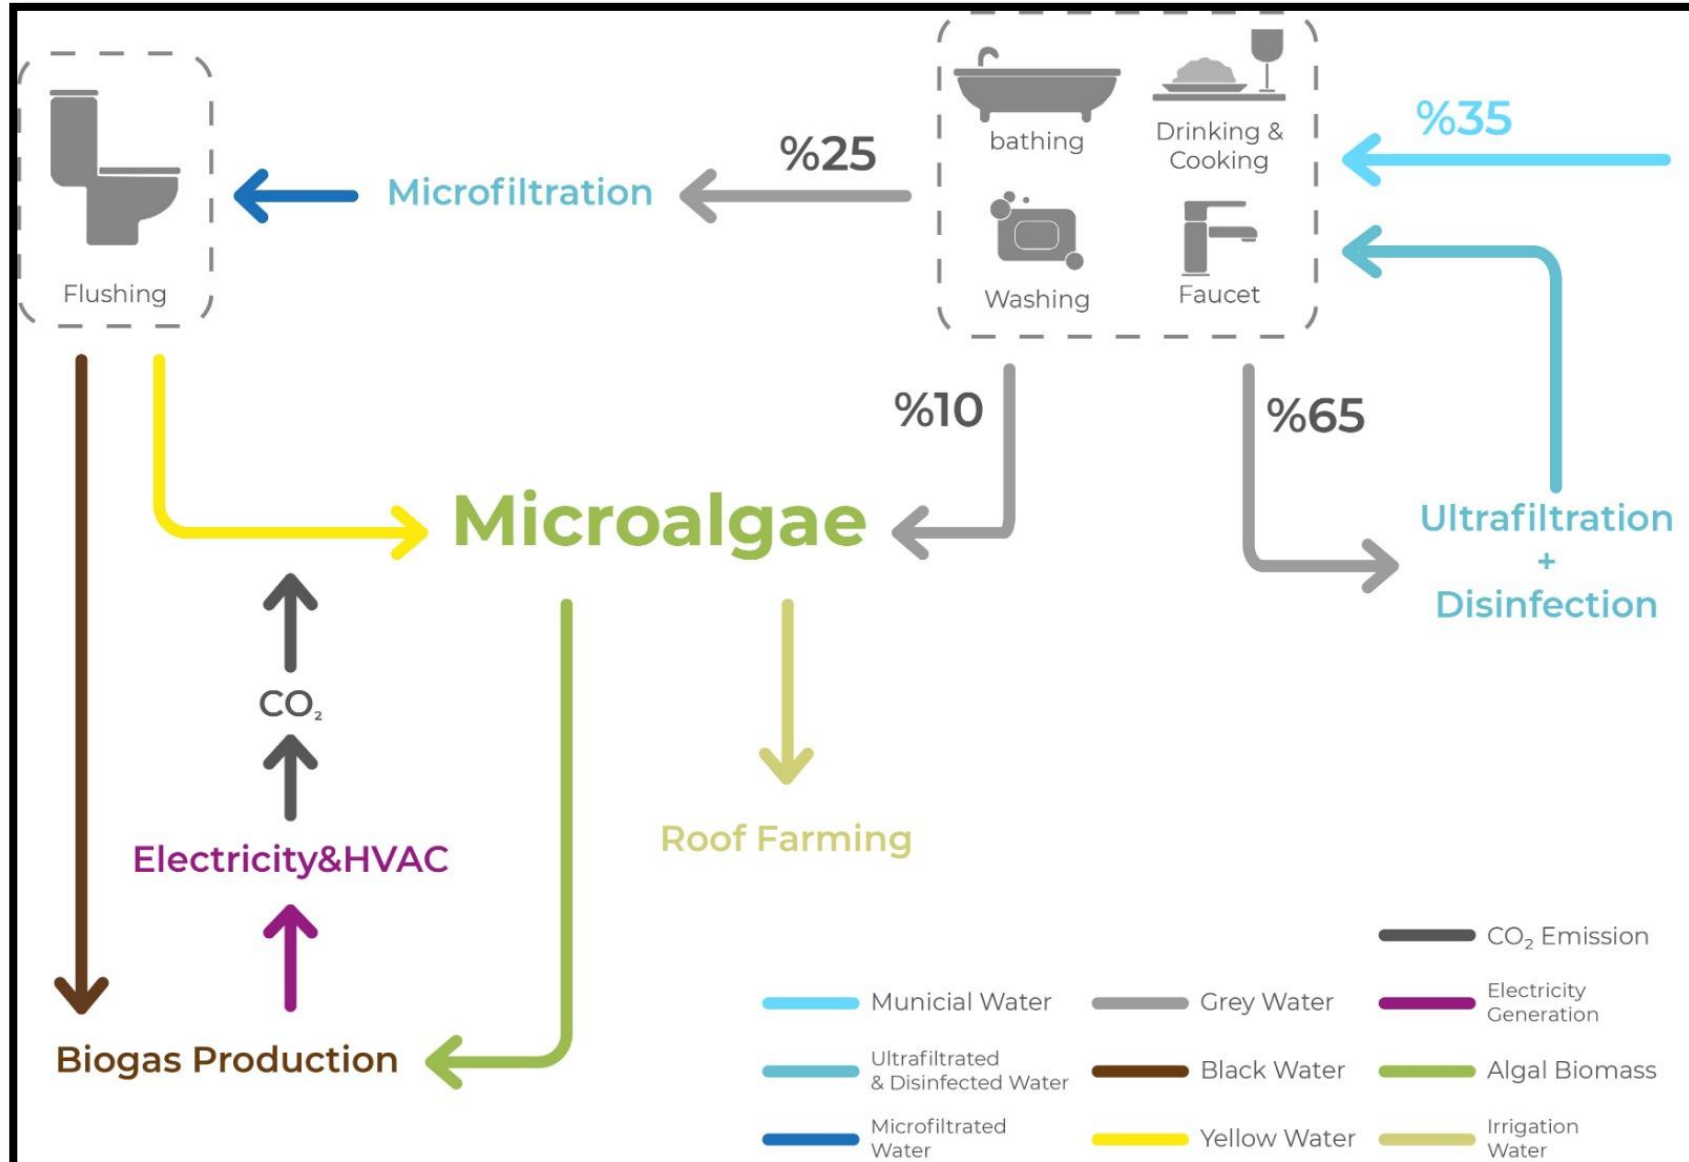 bathing
Drinking &
Cooking
%35
%25
Microfiltration
Flushing
Washing
Faucet
%10
%65
Microalgae
Ultrafiltration
+
Disinfection
CO₂
Roof Farming
Electricity&HVAC
Biogas Production
CO₂ Emission
Municial Water
Grey Water
Electricity
Generation
Ultrafiltrated
& Disinfected Water
Black Water
Algal Biomass
Microfiltrated
Water
Yellow Water
Irrigation
Water